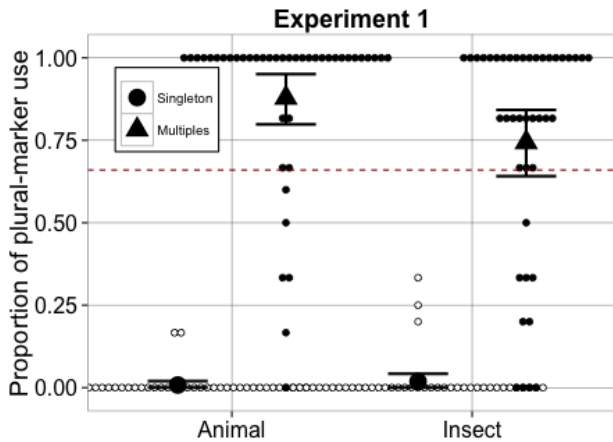 Experiment 1
Proportion of plural-marker use
1.00
0.75
0.50
0.25
0.00
Singleton
Multiples
Animal
Insect